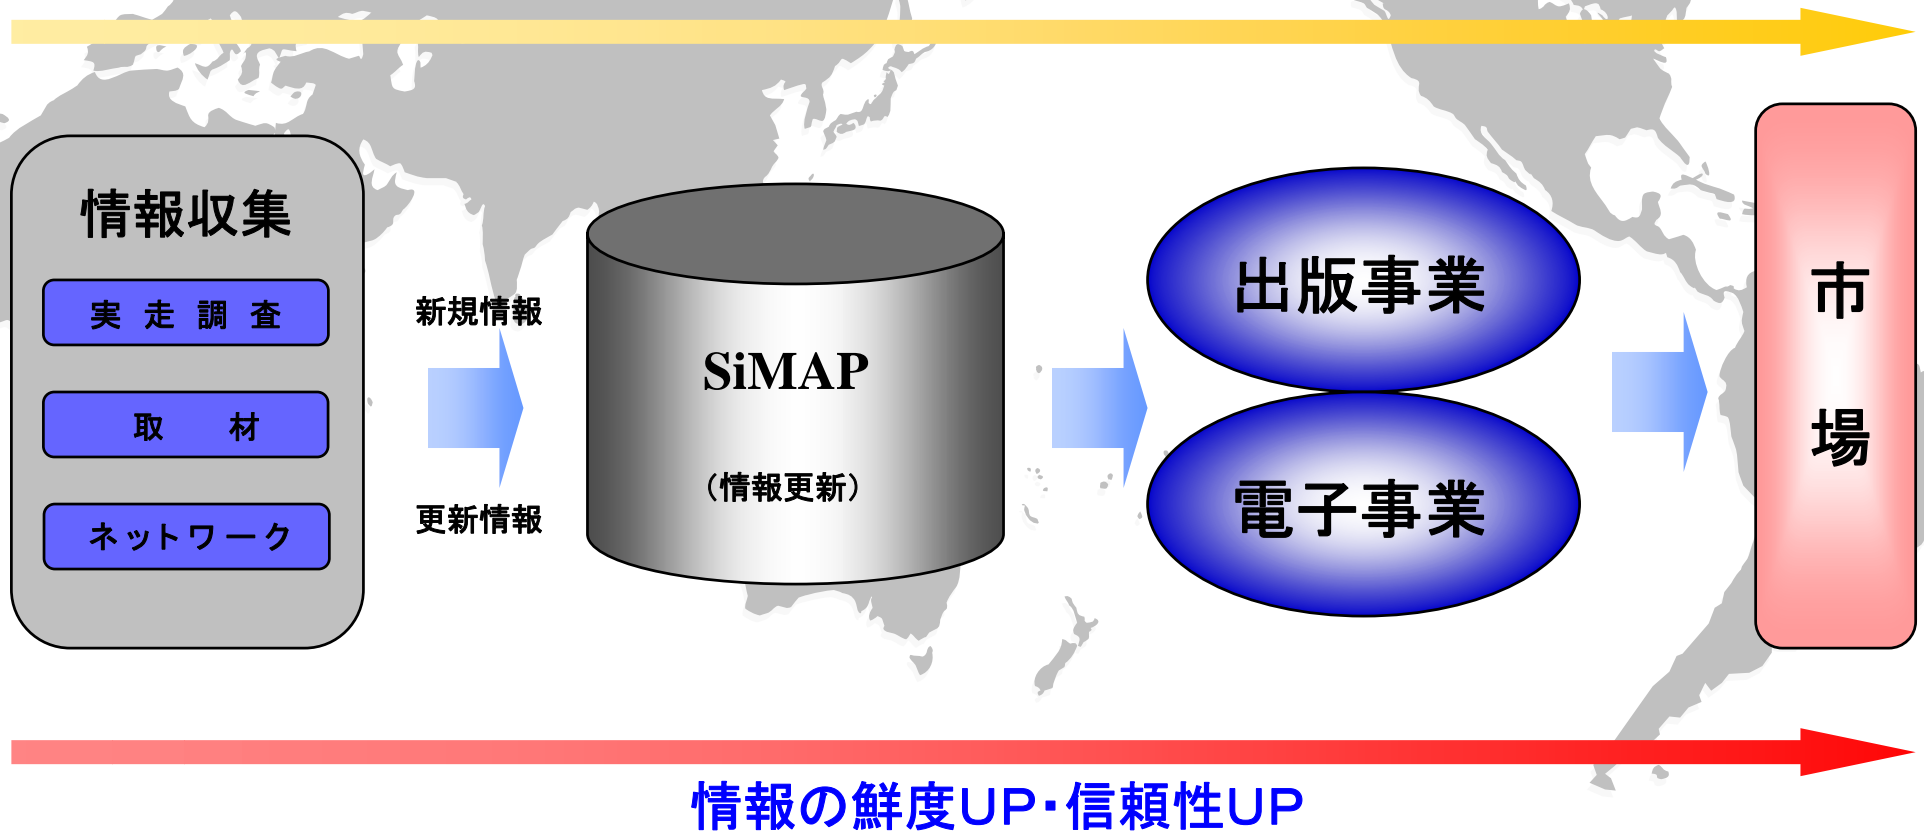 情報収集
実走調査
取材
ネットワーク
新規情報
更新情報
SiMAP
（情報更新）
出版事業
電子事業
市場
情報の鮮度UP・信頼性UP